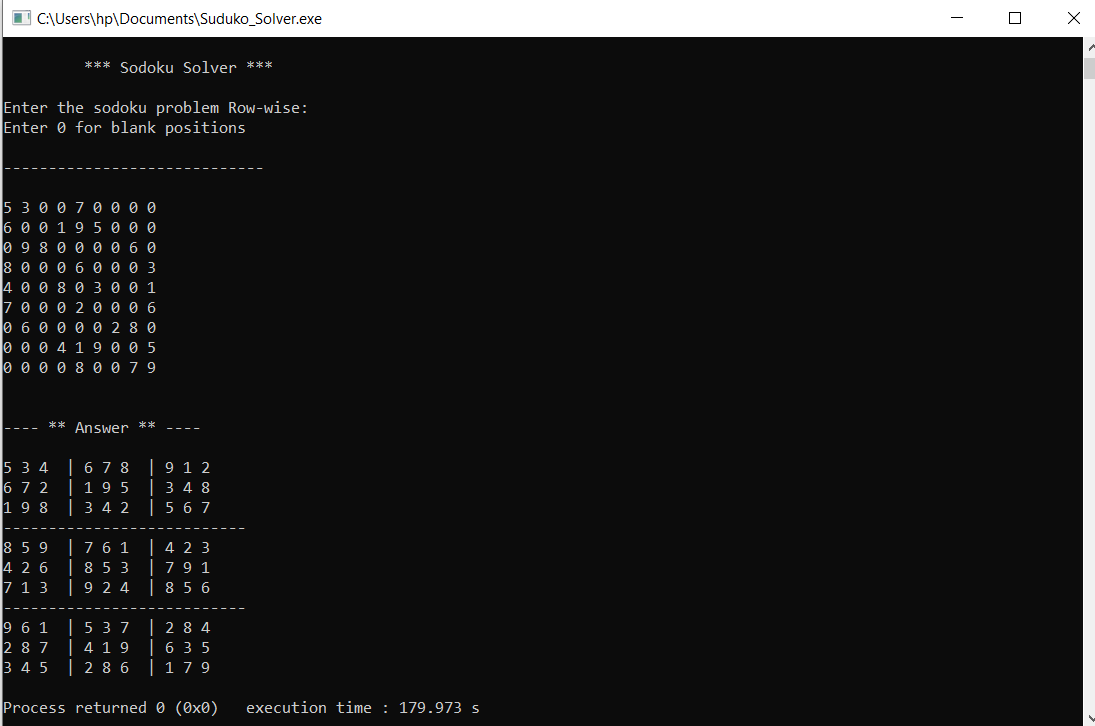 C:\Users\hp\Documents\Suduko_Solver.exe
*** Sodoku Solver ***
Enter the sodoku problem Row-wise:
Enter 0 for blank positions
-----------------------------
5 3 0 0 7 0 0 0 0
6 0 0 1 9 5 0 0 0
0 9 8 0 0 0 0 6 0
8 0 0 0 6 0 0 0 3
4 0 0 8 0 3 0 0 1
7 0 0 0 2 0 0 0 6
0 6 0 0 0 0 2 8 0
0 0 0 4 1 9 0 0 5
0 0 0 0 8 0 0 7 9
---- ** Answer ** ----
5 3 4  | 6 7 8  | 9 1 2
6 7 2  | 1 9 5  | 3 4 8
1 9 8  | 3 4 2  | 5 6 7
---------------------------
8 5 9  | 7 6 1  | 4 2 3
4 2 6  | 8 5 3  | 7 9 1
7 1 3  | 9 2 4  | 8 5 6
---------------------------
9 6 1  | 5 3 7  | 2 8 4
2 8 7  | 4 1 9  | 6 3 5
3 4 5  | 2 8 6  | 1 7 9
Process returned 0 (0x0)   execution time : 179.973 s